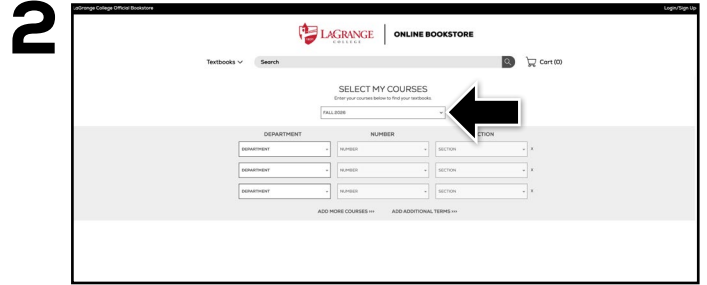 2
LaGrange College Official Bookstore
Login/Sign Up
LAGRANGE
COLLEGE
ONLINE BOOKSTORE
Textbooks
Search
Cart (0)
SELECT MY COURSES
Enter your courses below to find your textbooks.
FALL 2026
DEPARTMENT
NUMBER
CTION
DEPARTMENT
NUMBER
SECTION
X
DEPARTMENT
NUMBER
SECTION
X
DEPARTMENT
NUMBER
SECTION
X
ADD MORE COURSES >>>
ADD ADDITIONAL TERMS >>>